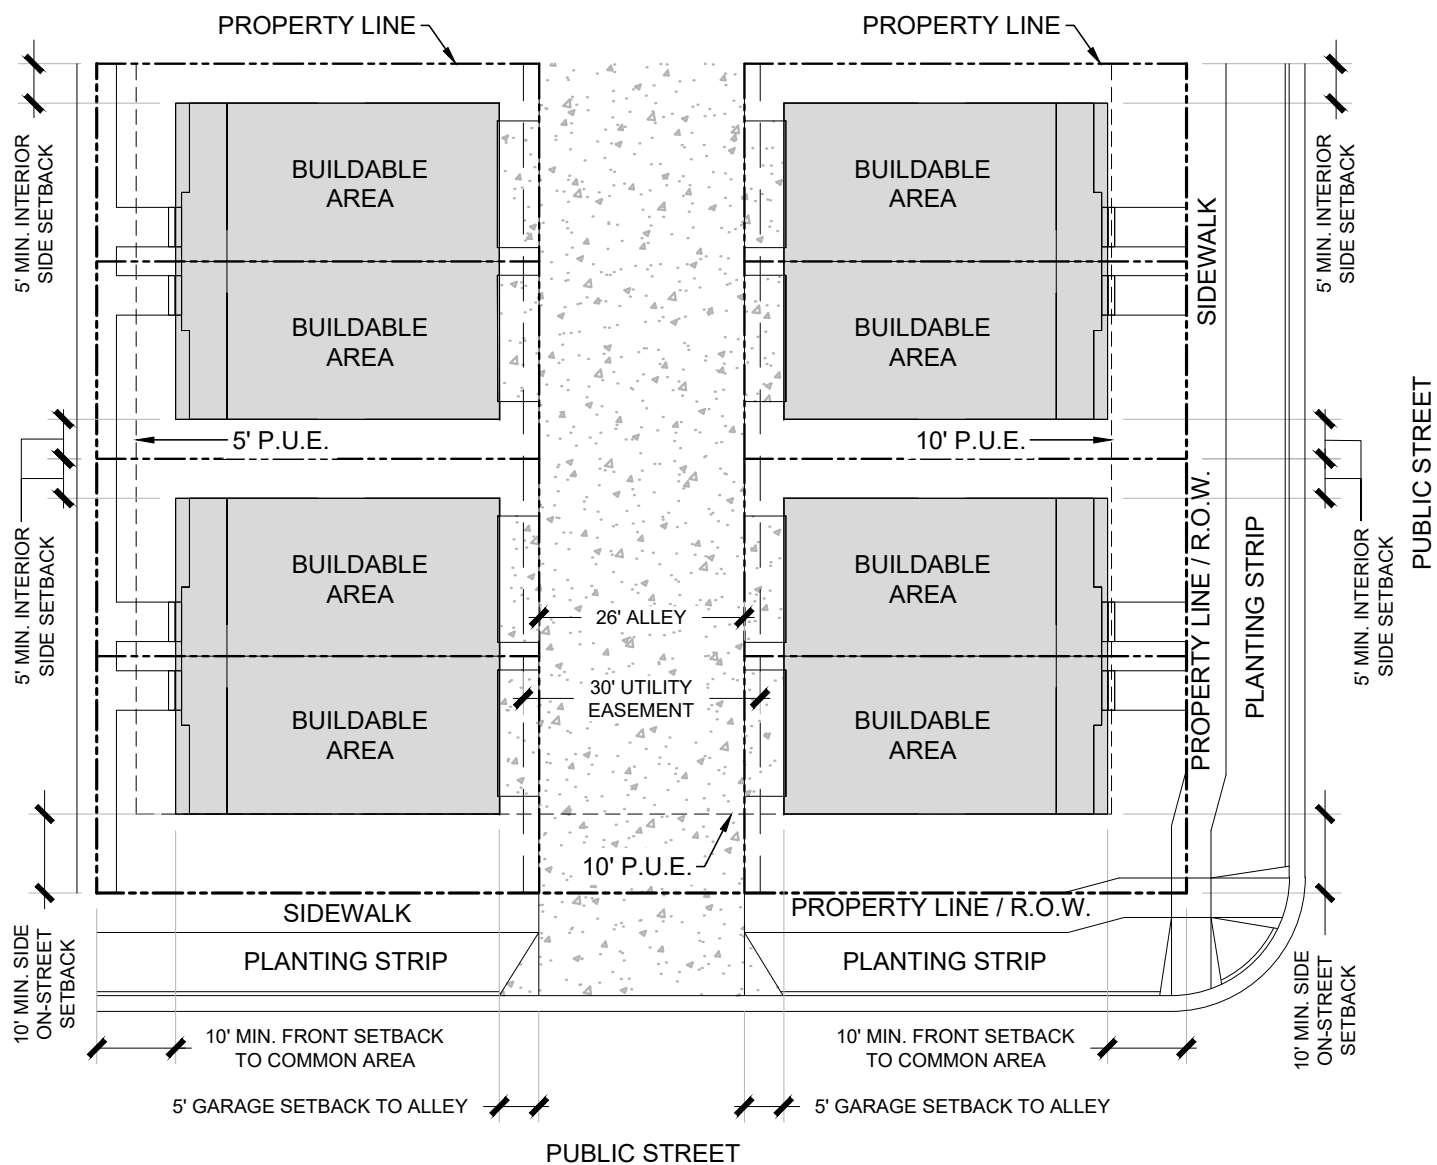 PROPERTY LINE
PROPERTY LINE
5' MIN. INTERIOR
SIDE SETBACK
BUILDABLE
AREA
BUILDABLE
AREA
5' MIN. INTERIOR
SIDE SETBACK
SIDEWALK
BUILDABLE
AREA
BUILDABLE
AREA
PUBLIC STREET
5' P.U.E.
10' P.U.E.
5' MIN. INTERIOR
SIDE SETBACK
BUILDABLE
AREA
BUILDABLE
AREA
PROPERTY LINE / R.O.W.
PLANTING STRIP
5' MIN. INTERIOR
SIDE SETBACK
26' ALLEY
30' UTILITY
EASEMENT
BUILDABLE
AREA
BUILDABLE
AREA
10' P.U.E.
SIDEWALK
PROPERTY LINE / R.O.W.
10' MIN. SIDE
ON-STREET
SETBACK
PLANTING STRIP
PLANTING STRIP
10' MIN. SIDE
ON-STREET
SETBACK
10' MIN. FRONT SETBACK
TO COMMON AREA
10' MIN. FRONT SETBACK
TO COMMON AREA
5' GARAGE SETBACK TO ALLEY
5' GARAGE SETBACK TO ALLEY
PUBLIC STREET